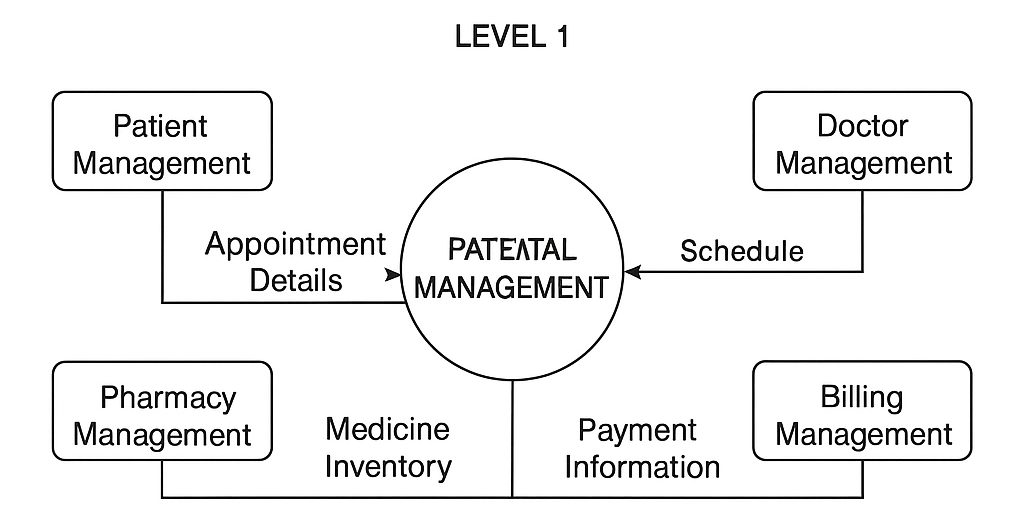 LEVEL 1
Patient
Management
Doctor
Management
Appointment
Details
PATEΛTAL
MANAGEMENT
Schedule
Pharmacy
Management
Medicine
Inventory
Payment
Information
Billing
Management